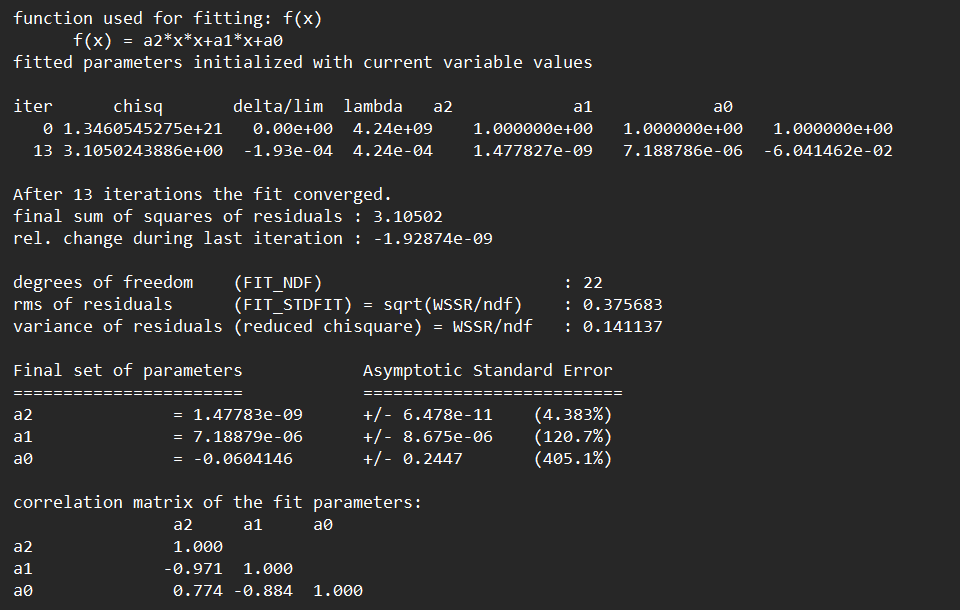 function used for fitting: f(x)
f(x) = a2*x*x+a1*x+a0
fitted parameters initialized with current variable values
iter      chisq       delta/lim  lambda   a2            a1            a0
0 1.3460545275e+21   0.00e+00  4.24e+09    1.000000e+00   1.000000e+00   1.000000e+00
13 3.1050243886e+00  -1.93e-04  4.24e-04    1.477827e-09   7.188786e-06  -6.041462e-02
After 13 iterations the fit converged.
final sum of squares of residuals : 3.10502
rel. change during last iteration : -1.92874e-09
degrees of freedom    (FIT_NDF)                        : 22
rms of residuals      (FIT_STDFIT) = sqrt(WSSR/ndf)    : 0.375683
variance of residuals (reduced chisquare) = WSSR/ndf   : 0.141137
Final set of parameters            Asymptotic Standard Error
=======================            ==========================
a2              = 1.47783e-09      +/- 6.478e-11    (4.383%)
a1              = 7.18879e-06      +/- 8.675e-06    (120.7%)
a0              = -0.0604146       +/- 0.2447       (405.1%)
correlation matrix of the fit parameters:
a2     a1     a0
a2              1.000
a1             -0.971  1.000
a0              0.774 -0.884  1.000